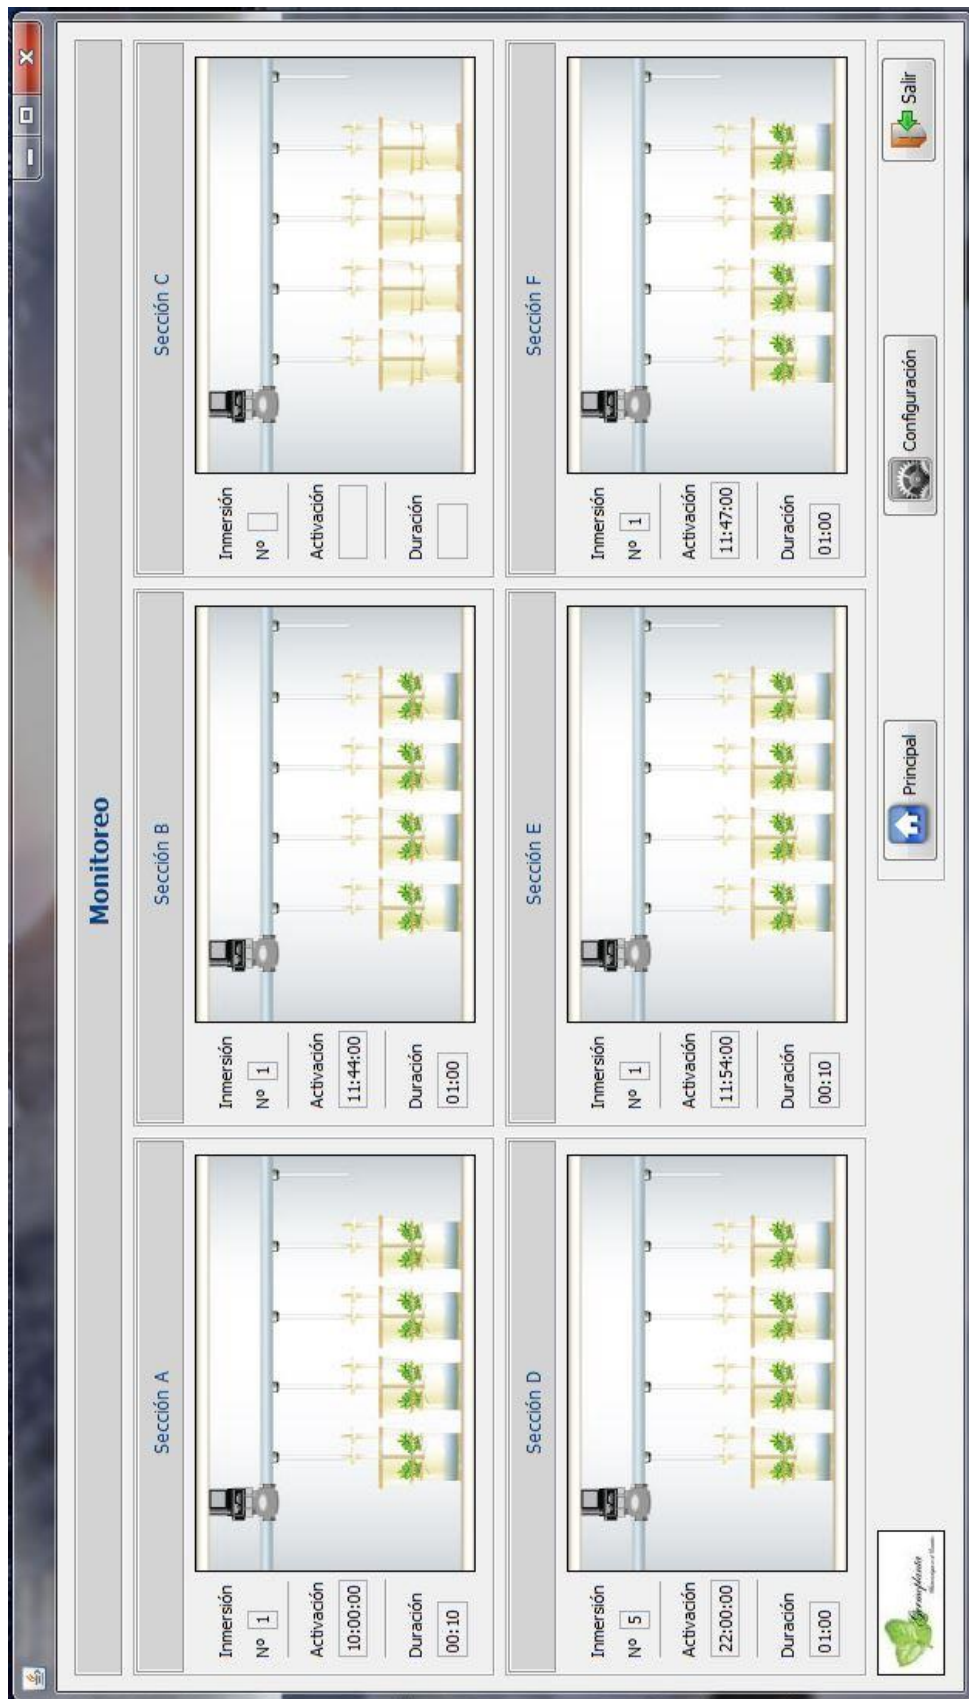 Monitoreo
Sección A
Inmersión
Nº 1
Activación
10:00:00
Duración
00:10
Sección B
Inmersión
Nº 1
Activación
11:44:00
Duración
01:00
Sección C
Inmersión
Nº
Activación
Duración
Sección D
Inmersión
Nº 5
Activación
22:00:00
Duración
01:00
Sección E
Inmersión
Nº 1
Activación
11:54:00
Duración
00:10
Sección F
Inmersión
Nº 1
Activación
11:47:00
Duración
01:00
Germoplanta
Principal
Configuración
Salir